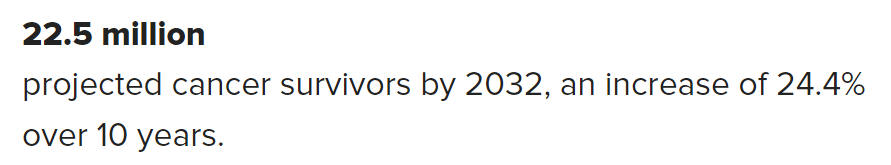 22.5 million
projected cancer survivors by 2032, an increase of 24.4%
over 10 years.